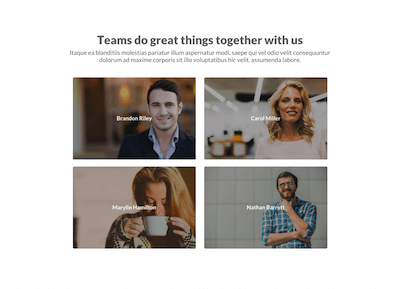 Teams do great things together with us
Itaque ea blanditiis molestias pariatur illum aspernatur modi, saepe qui vel odio velit consequuntur
dolorum ad maxime corporis sit illo voluptatibus hic velit, assumenda labore.
Brandon Riley
Carol Miller
Marylin Hamilton
Nathan Barrett